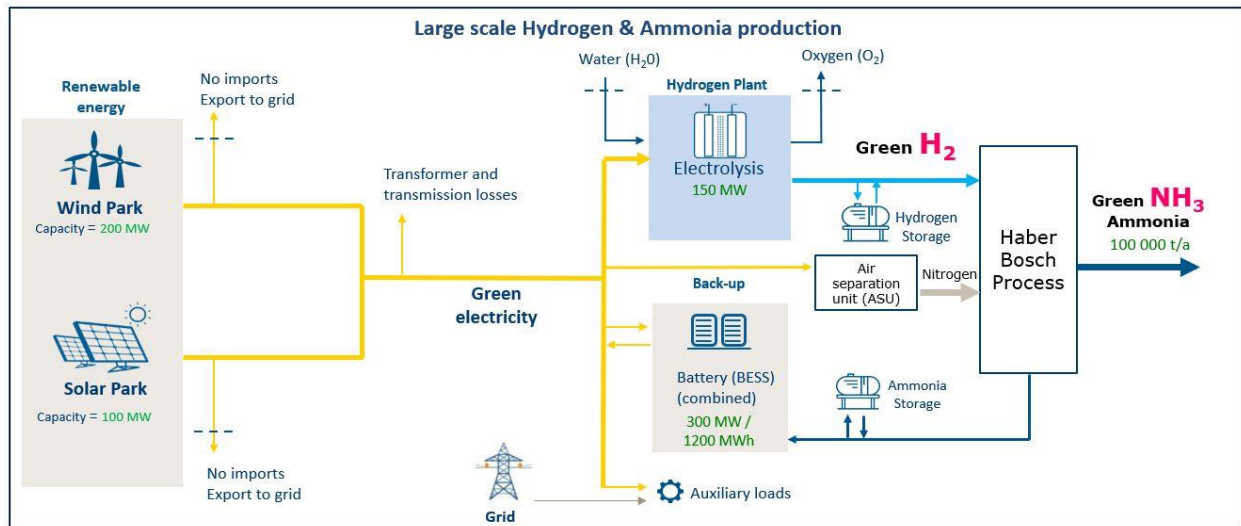 Large scale Hydrogen & Ammonia production
Renewable
energy
Wind Park
Capacity = 200 MW
Solar Park
Capacity = 100 MW
No imports
Export to grid
No imports
Export to grid
Transformer and
transmission losses
Green
electricity
Water (H₂0)
Oxygen (O₂)
Hydrogen Plant
Electrolysis
150 MW
Green H₂
Hydrogen
Storage
Air
separation
unit (ASU)
Nitrogen
Haber
Bosch
Process
Green NH₃
Ammonia
100 000 t/a
Back-up
Battery (BESS)
(combined)
300 MW /
1200 MWh
Ammonia
Storage
Grid
Auxiliary loads